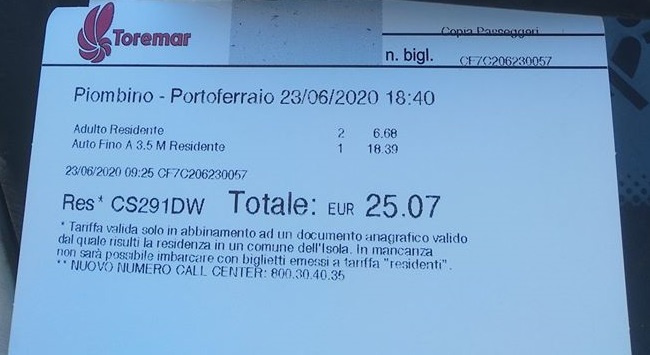 Toremar
Copia Passeggeri
n. bigl. CF7C206230057
Piombino - Portoferraio 23/06/2020 18:40
Adulto Residente 2 6.68
Auto Fino A 3.5 M Residente 1 18.39
23/06/2020 09:25 CF7C206230057
Res* CS291DW Totale: EUR 25.07
* Tariffa valida solo in abbinamento ad un documento anagrafico valido
dal quale risulti la residenza in un comune dell'Isola. In mancanza
non sarà possibile imbarcare con biglietti emessi a tariffa "residenti".
** NUOVO NUMERO CALL CENTER: 800.30.40.35